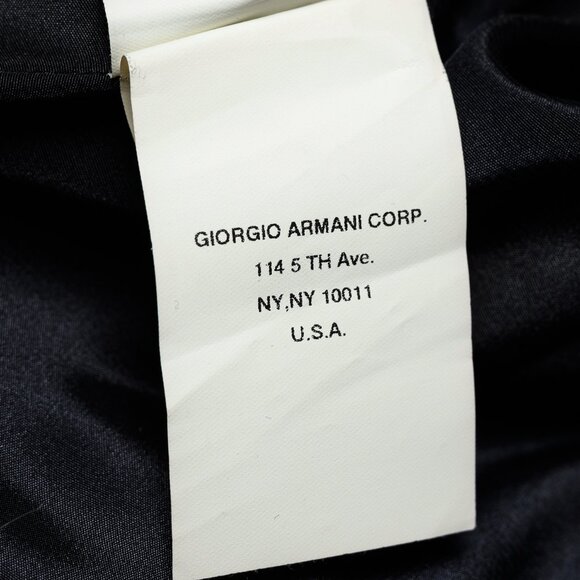 GIORGIO ARMANI CORP.
114 5 TH Ave.
NY,NY 10011
U.S.A.